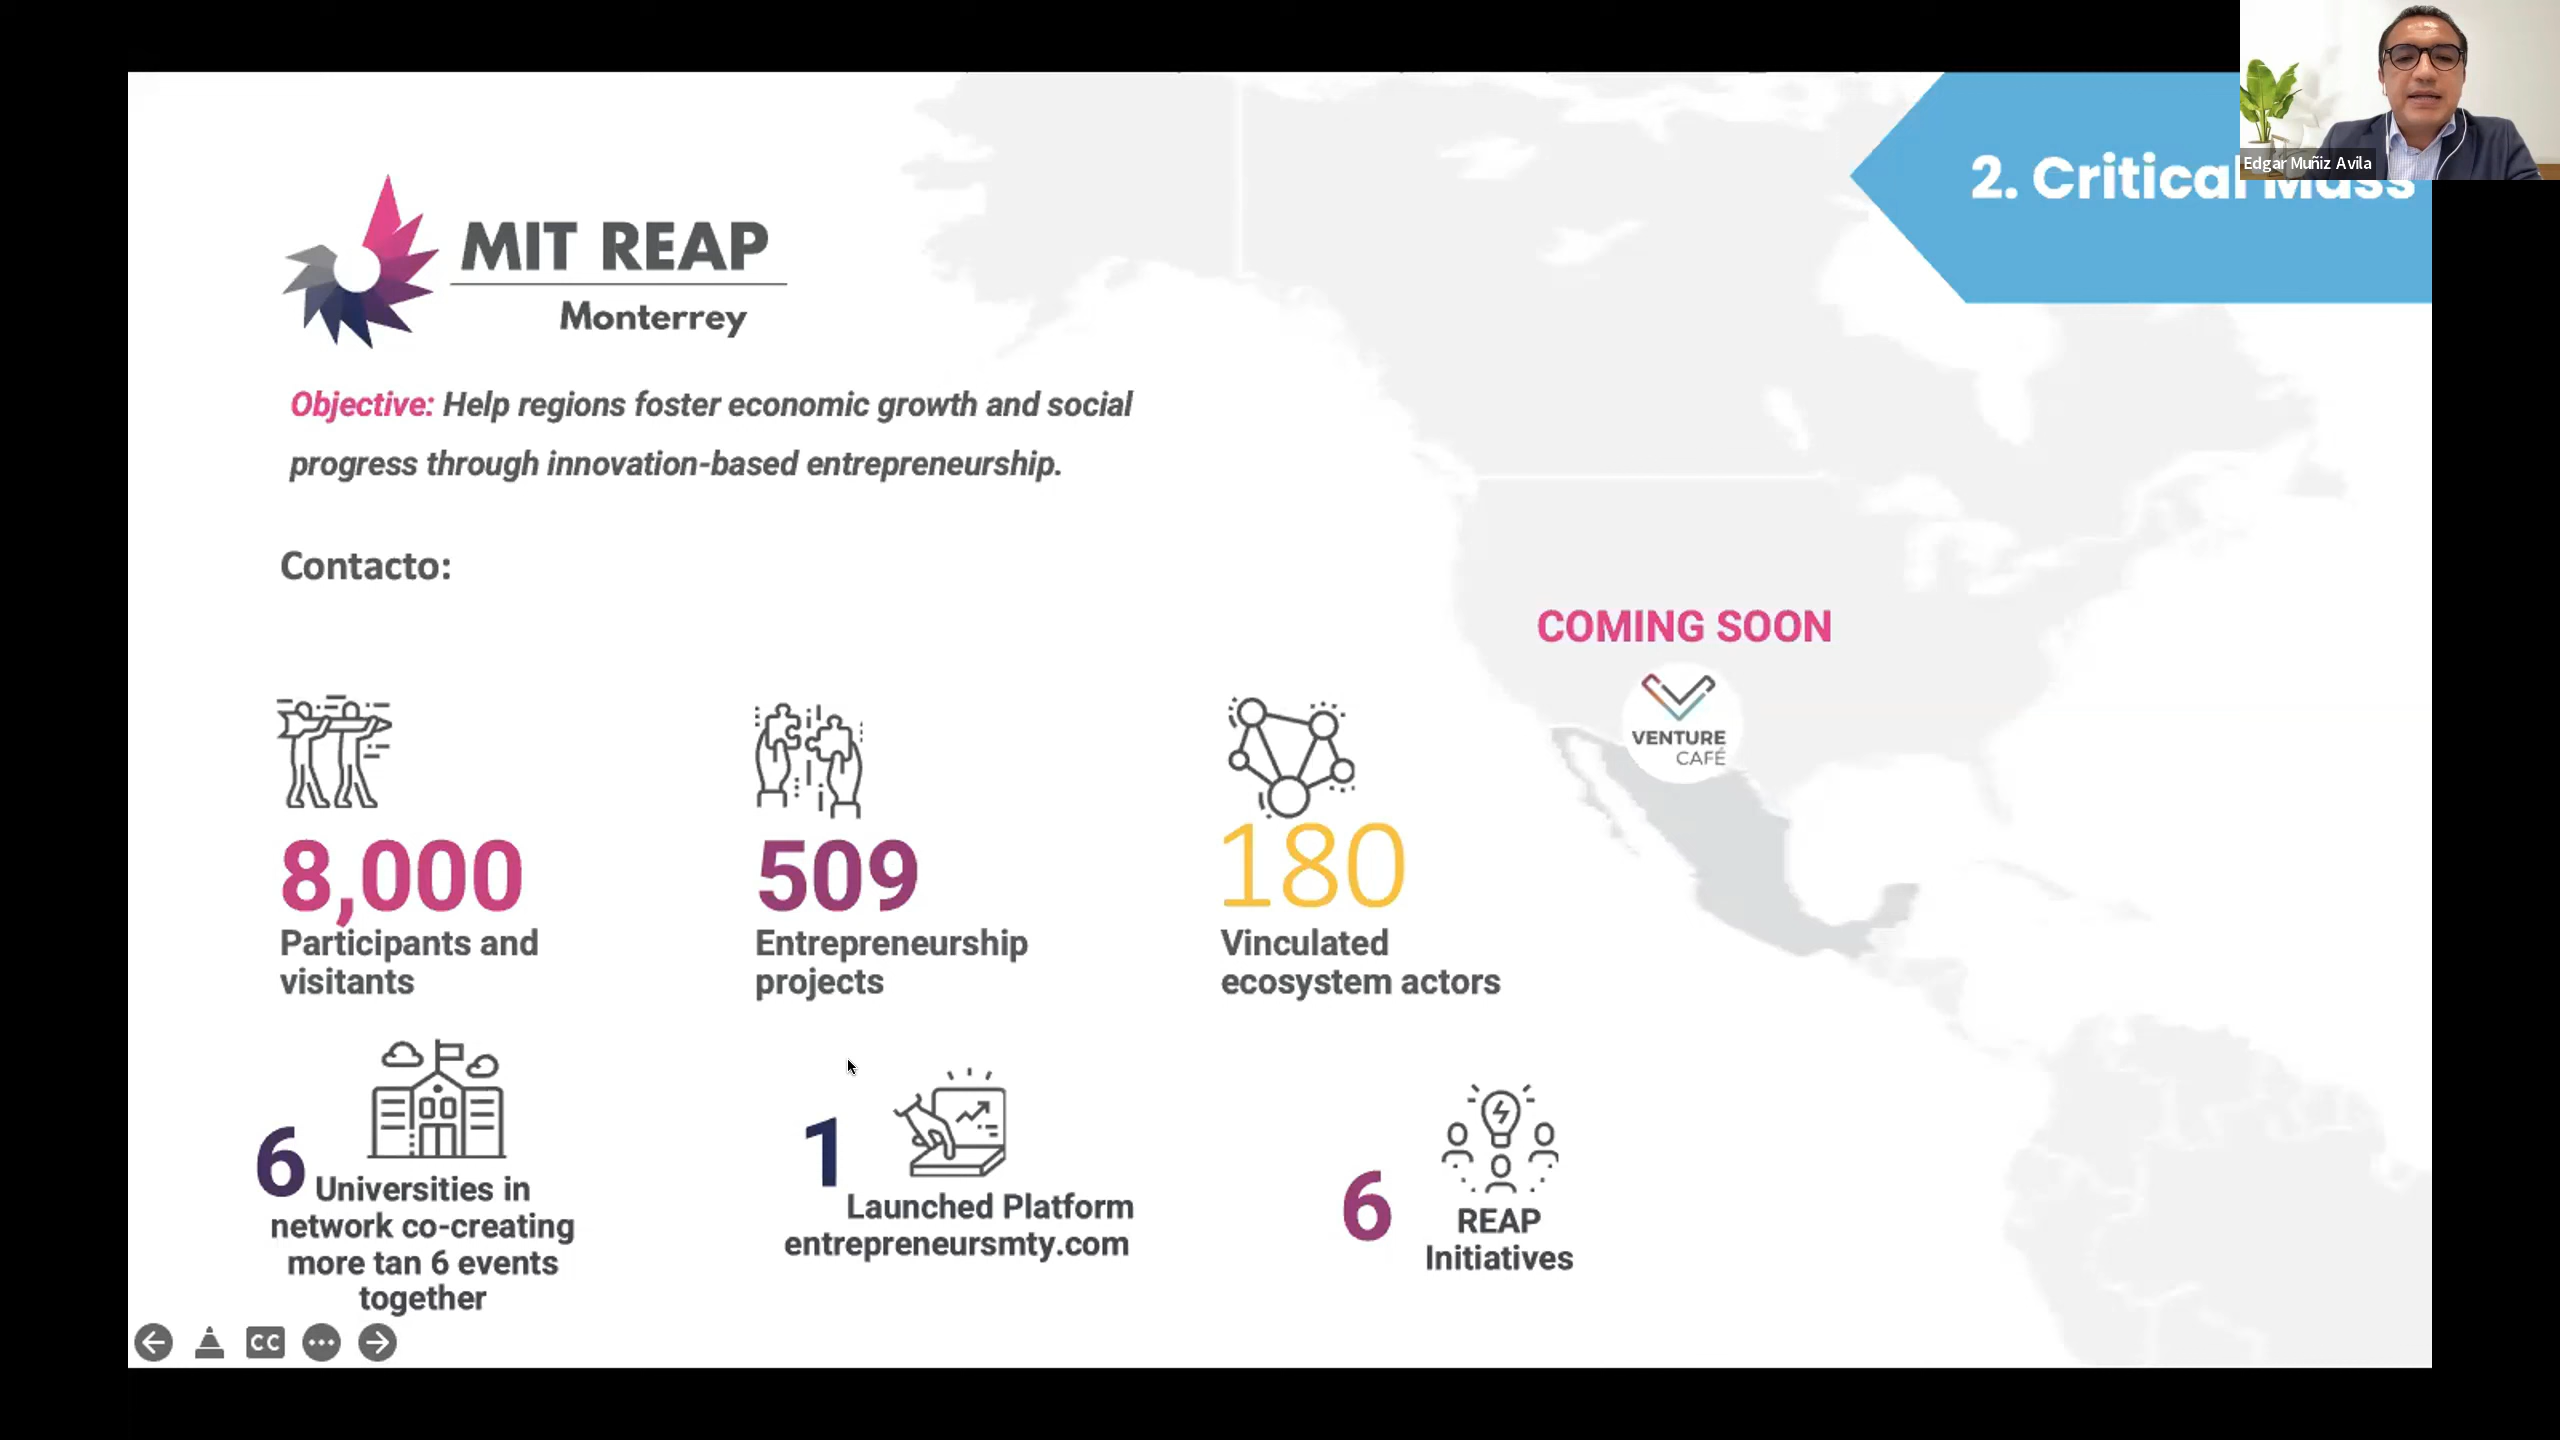 Edgar Muñiz Avila
2. Critical Mass
MIT REAP
Monterrey
Objective: Help regions foster economic growth and social
progress through innovation-based entrepreneurship.
Contacto:
COMING SOON
VENTURE
CAFÉ
8,000
Participants and
visitants
509
Entrepreneurship
projects
180
Vinculated
ecosystem actors
6
Universities in
network co-creating
more tan 6 events
together
1
Launched Platform
entrepreneursmty.com
6
REAP
Initiatives
CC